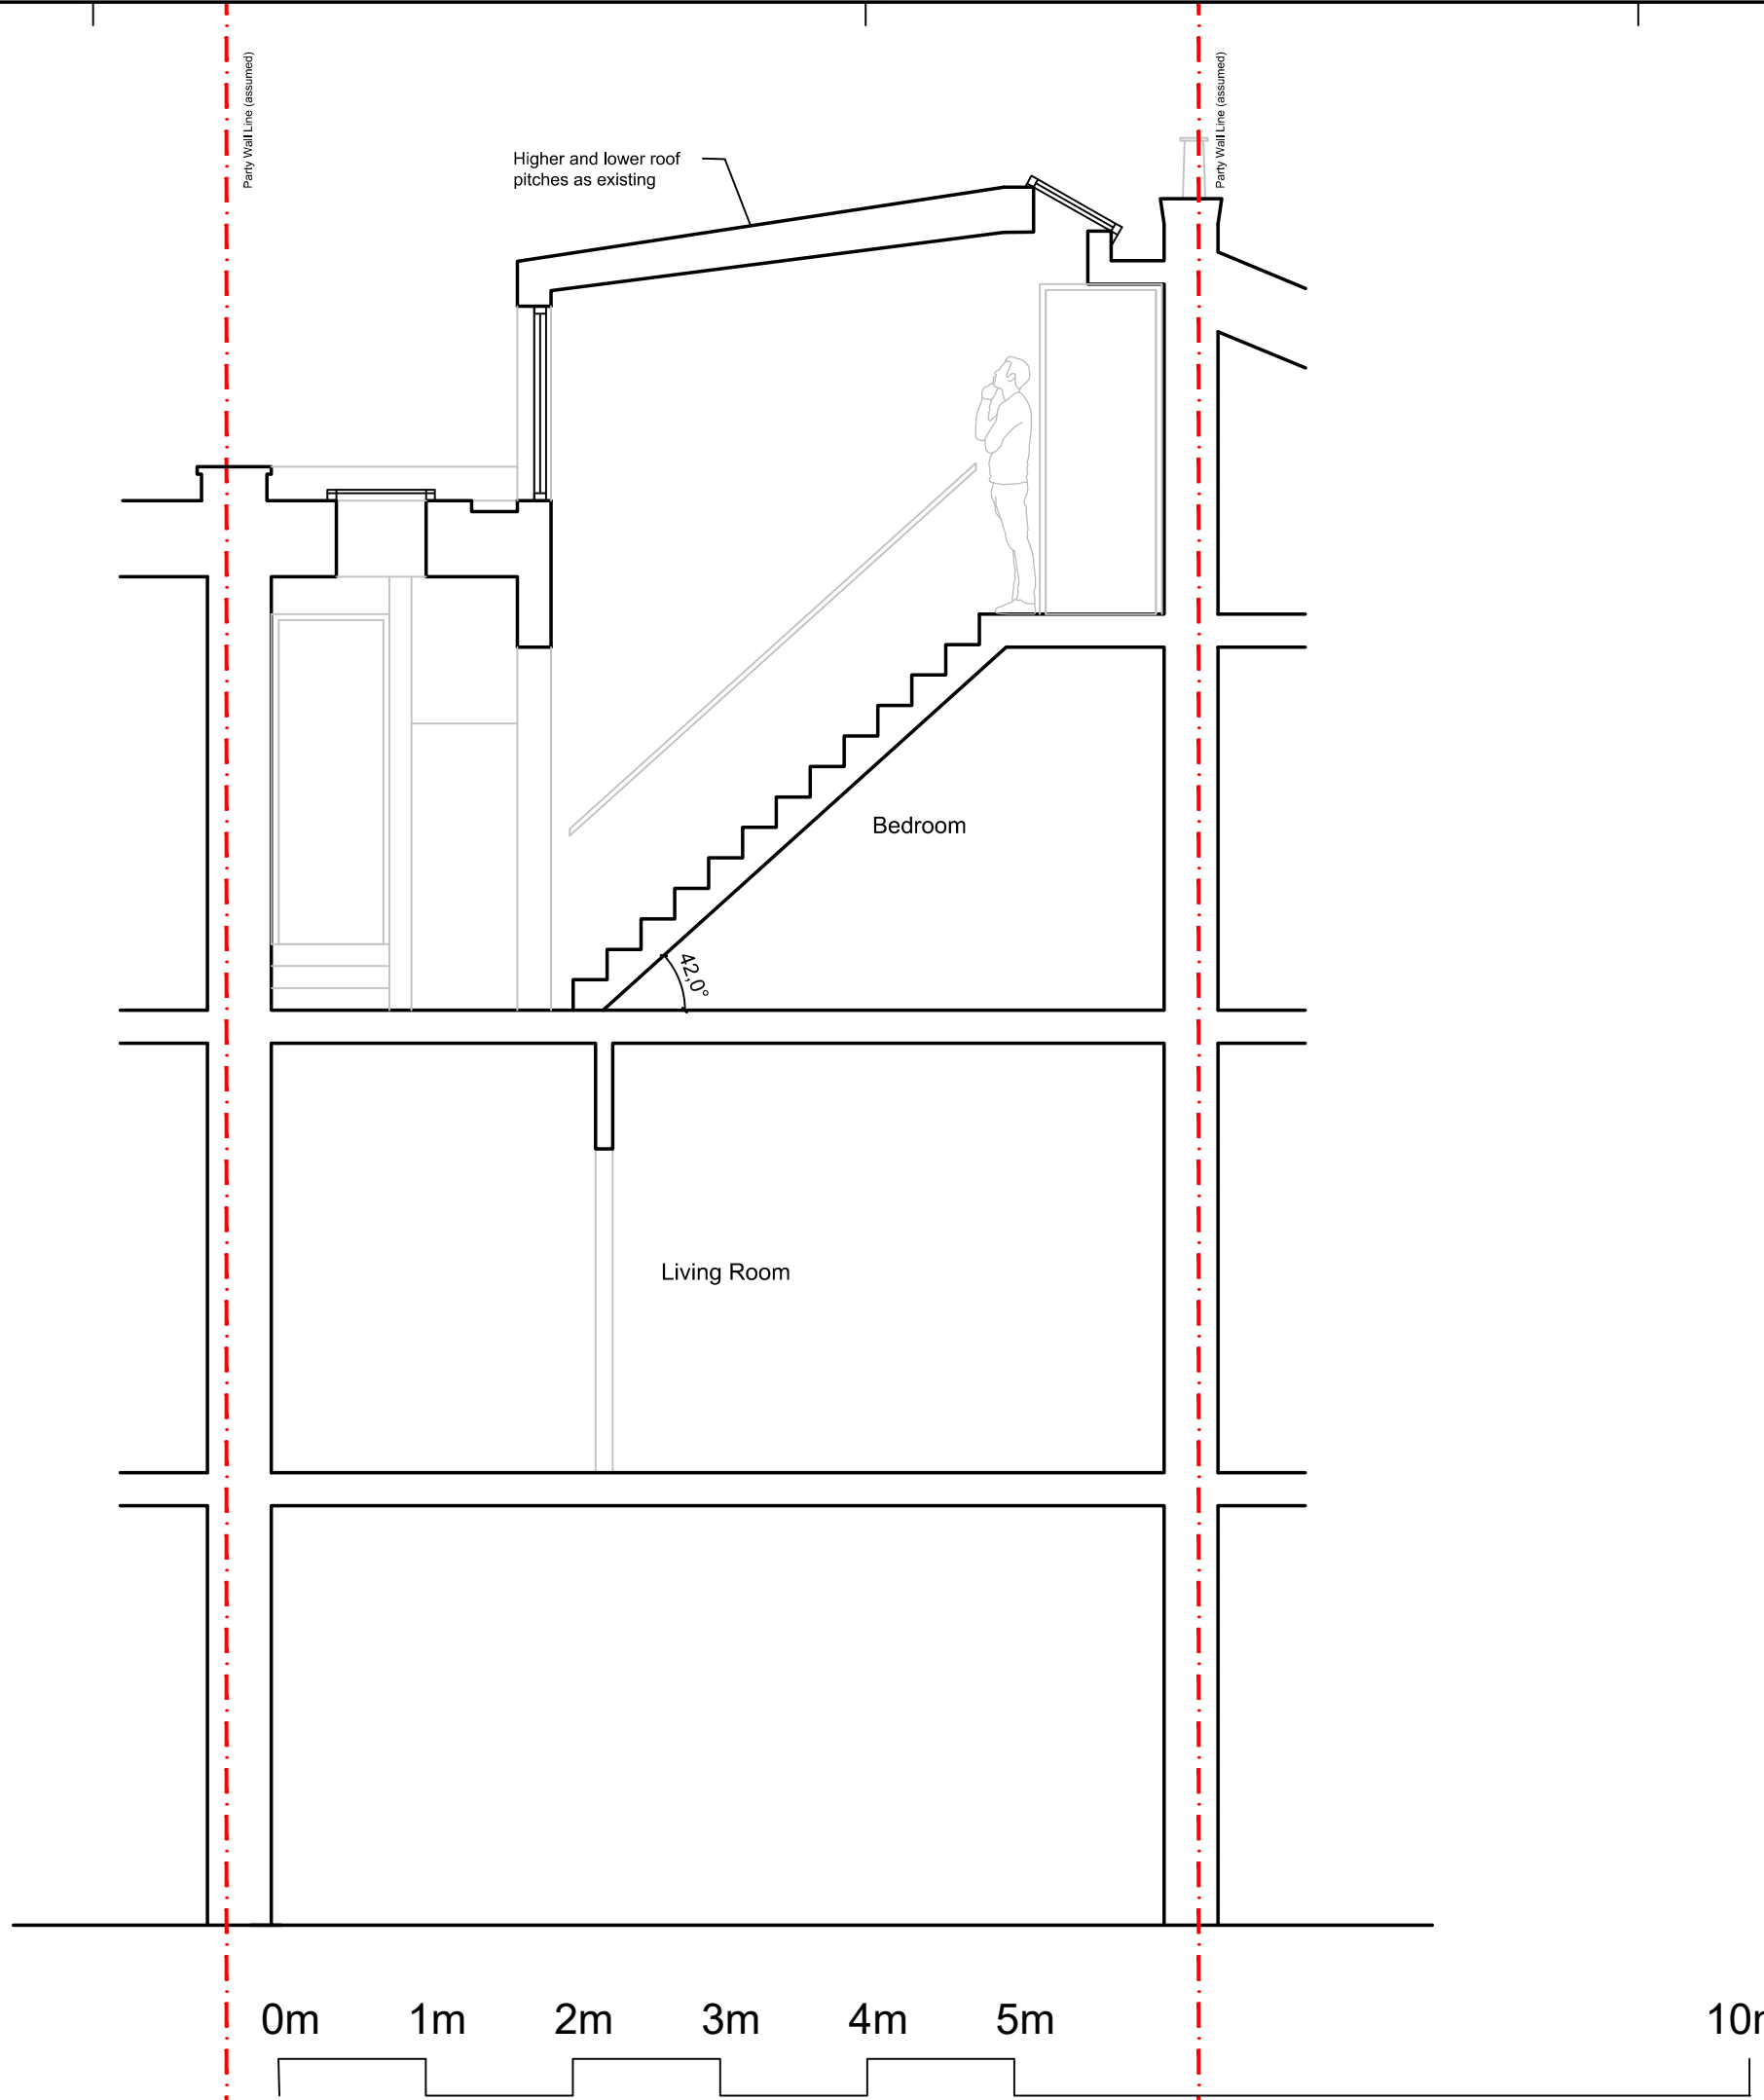 Party Wall Line (assumed)
Party Wall Line (assumed)
Higher and lower roof
pitches as existing
Bedroom
42,0°
Living Room
0m 1m 2m 3m 4m 5m